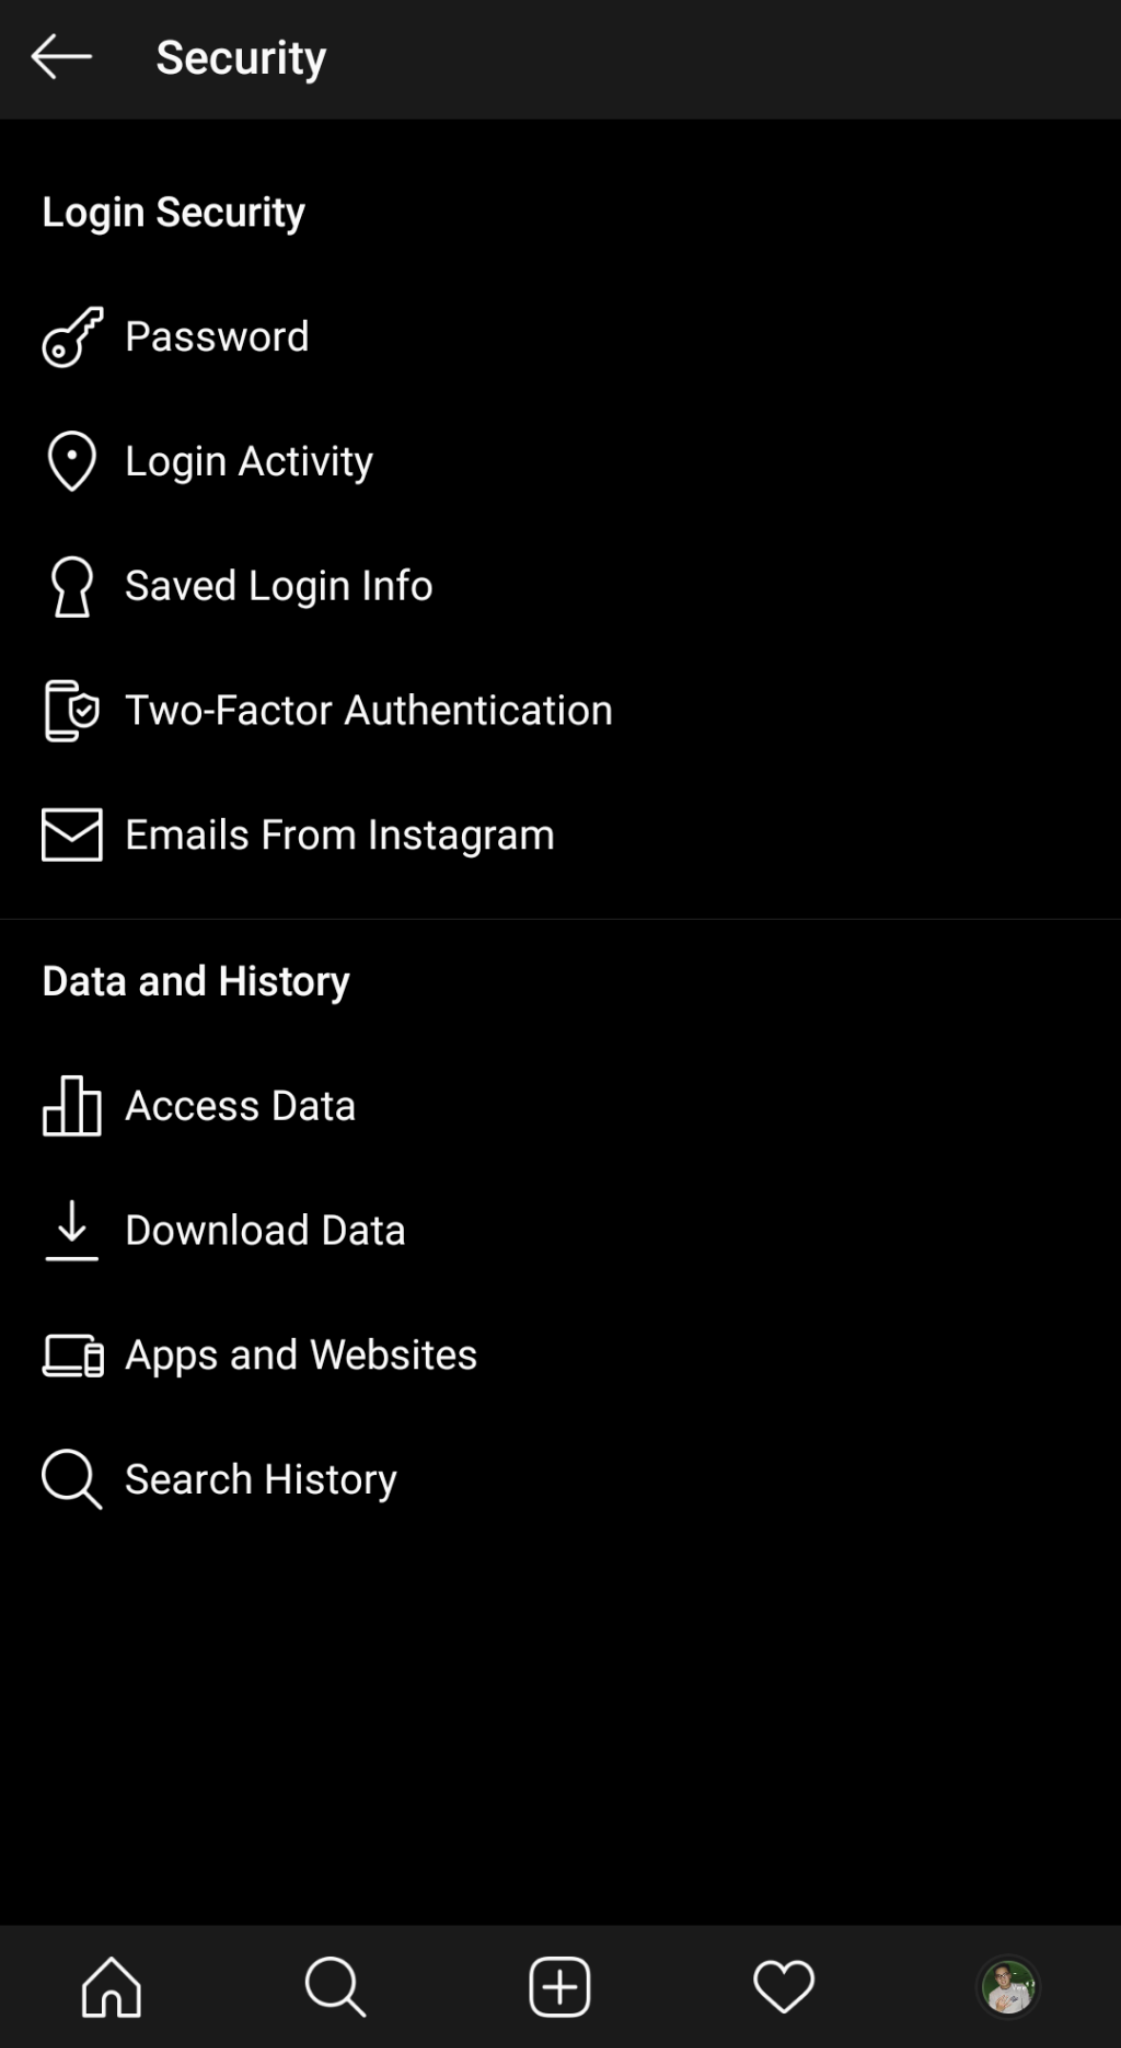 Security
Login Security
Password
Login Activity
Saved Login Info
Two-Factor Authentication
Emails From Instagram
Data and History
Access Data
Download Data
Apps and Websites
Search History